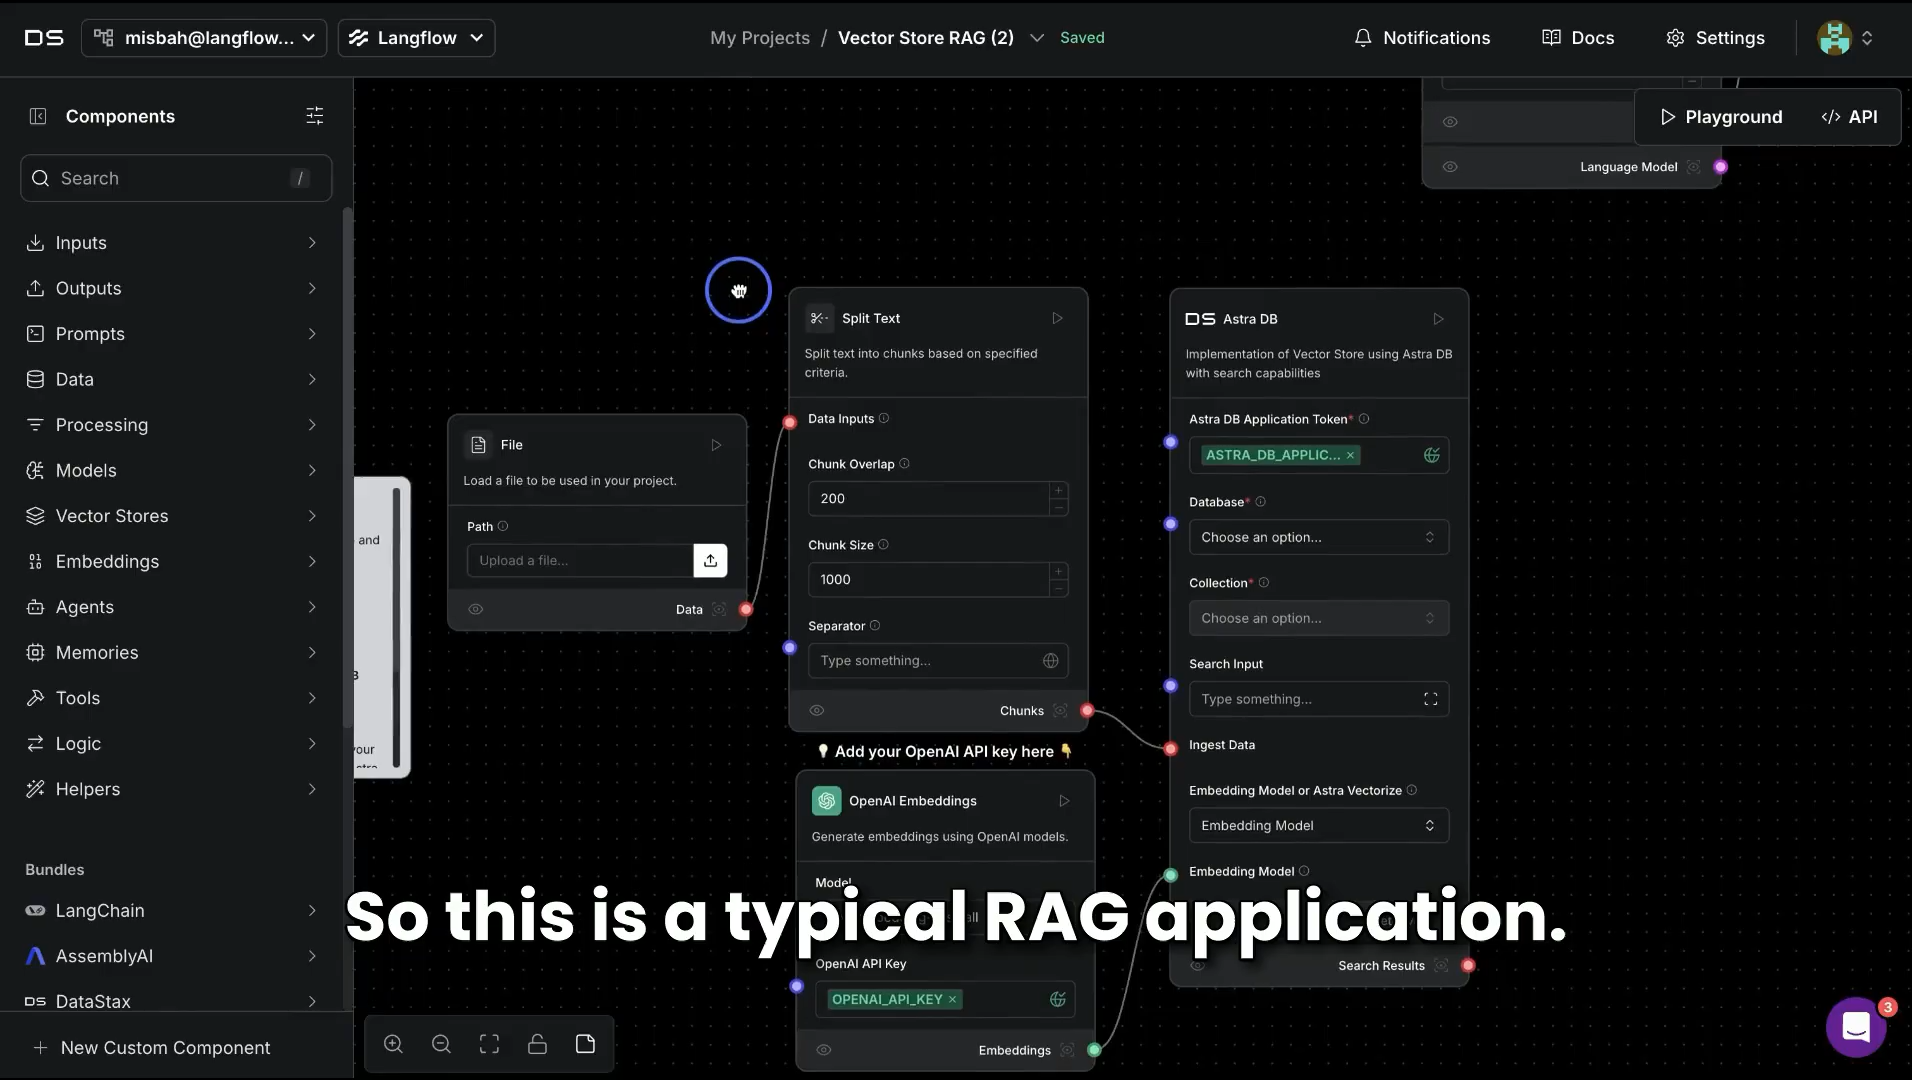 DS
misbah@langflow...
Langflow
My Projects / Vector Store RAG (2)
Saved
Notifications
Docs
Settings
Components
Search
/
Inputs
Outputs
Prompts
Data
Processing
Models
Vector Stores
Embeddings
Agents
Memories
Tools
Logic
Helpers
Bundles
LangChain
AssemblyAI
DS DataStax
New Custom Component
Playground
</> API
Language Model
and
your
File
Load a file to be used in your project.
Path
Upload a file...
Data
Split Text
Split text into chunks based on specified
criteria.
Data Inputs
Chunk Overlap
200
Chunk Size
1000
Separator
Type something...
Chunks
💡 Add your OpenAI API key here 👇
OpenAI Embeddings
Generate embeddings using OpenAI models.
Model
OpenAI API Key
OPENAI_API_KEY ×
Embeddings
DS Astra DB
Implementation of Vector Store using Astra DB
with search capabilities
Astra DB Application Token*
ASTRA_DB_APPLIC... ×
Database*
Choose an option...
Collection*
Choose an option...
Search Input
Type something...
Ingest Data
Embedding Model or Astra Vectorize
Embedding Model
Embedding Model
Search Results
So this is a typical RAG application.
3